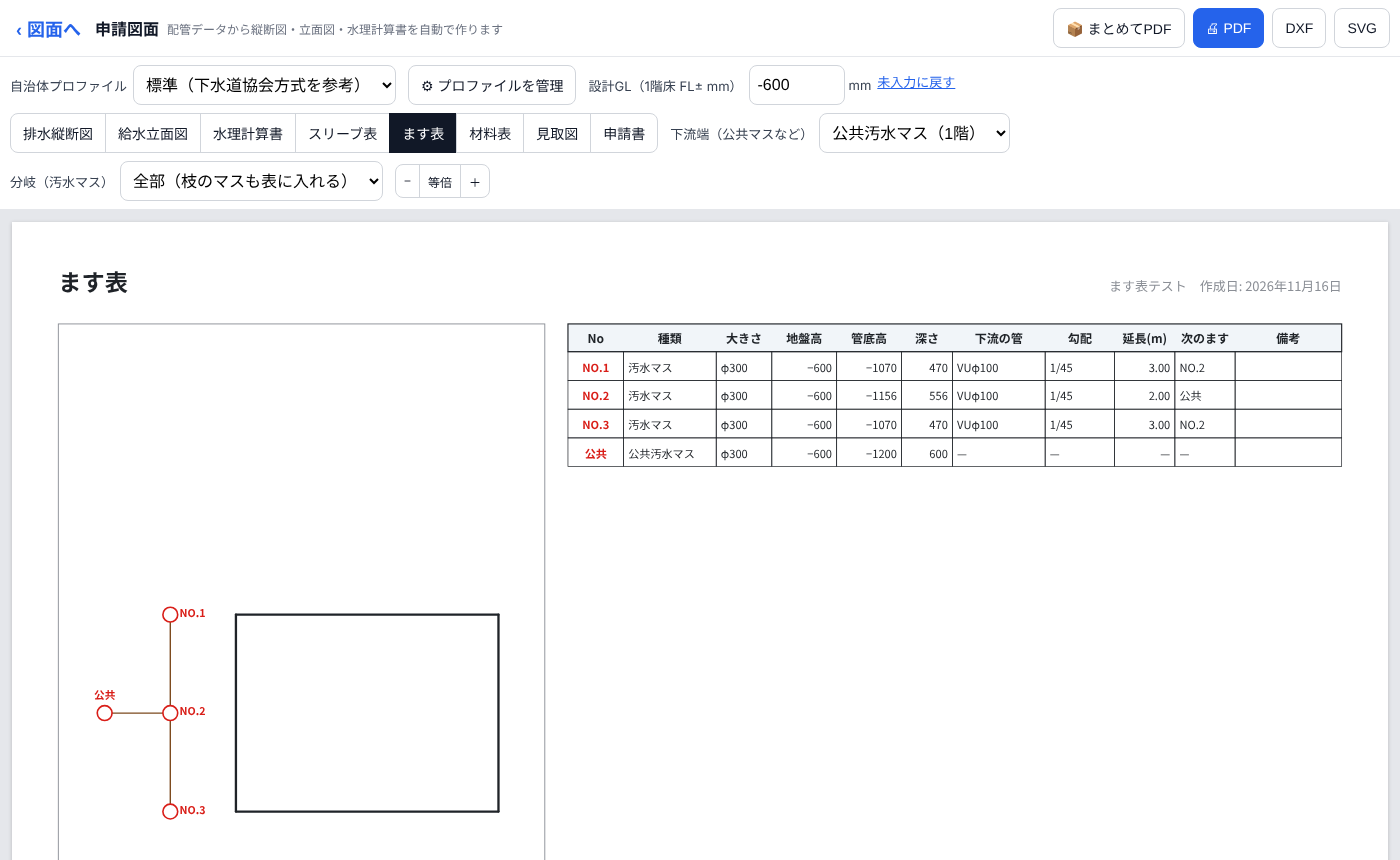 ‹ 図面へ 申請図面 配管データから縦断図・立面図・水理計算書を自動で作ります 📦 まとめてPDF 🖨 PDF DXF SVG
自治体プロファイル 標準（下水道協会方式を参考） ⚙ プロファイルを管理 設計GL（1階床 FL± mm） -600 mm 未入力に戻す
排水縦断図 給水立面図 水理計算書 スリーブ表 ます表 材料表 見取図 申請書 下流端（公共マスなど） 公共汚水マス（1階）
分岐（汚水マス） 全部（枝のマスも表に入れる） − 等倍 ＋
ます表
ます表テスト 作成日: 2026年11月16日
No 種類 大きさ 地盤高 管底高 深さ 下流の管 勾配 延長(m) 次のます 備考
NO.1 汚水マス φ300 −600 −1070 470 VUφ100 1/45 3.00 NO.2
NO.2 汚水マス φ300 −600 −1156 556 VUφ100 1/45 2.00 公共
NO.3 汚水マス φ300 −600 −1070 470 VUφ100 1/45 3.00 NO.2
公共 公共汚水マス φ300 −600 −1200 600 — — — —
NO.1
公共
NO.2
NO.3